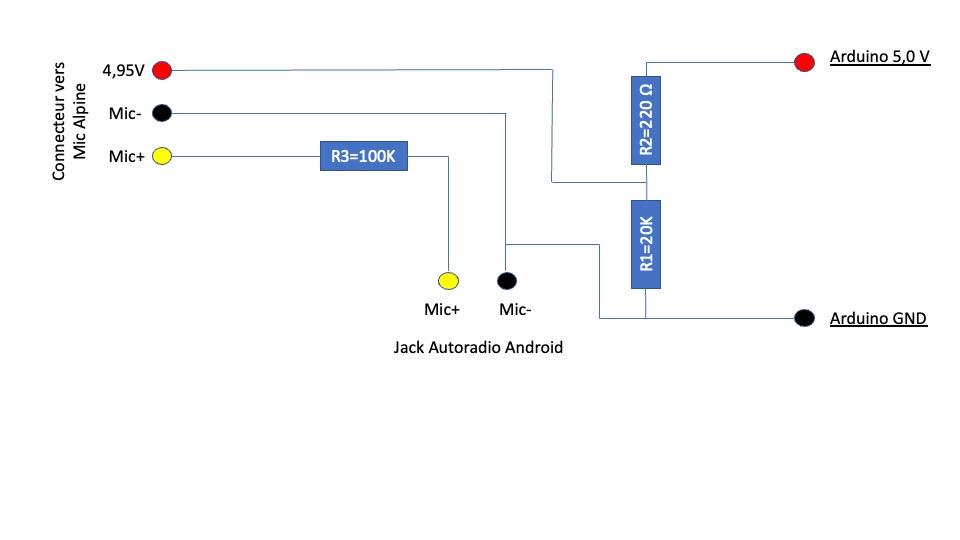 Connecteur vers
Mic Alpine
4,95V
Mic-
Mic+
R3=100K
Mic+
Mic-
Jack Autoradio Android
R2=220 Ω
R1=20K
Arduino 5,0 V
Arduino GND